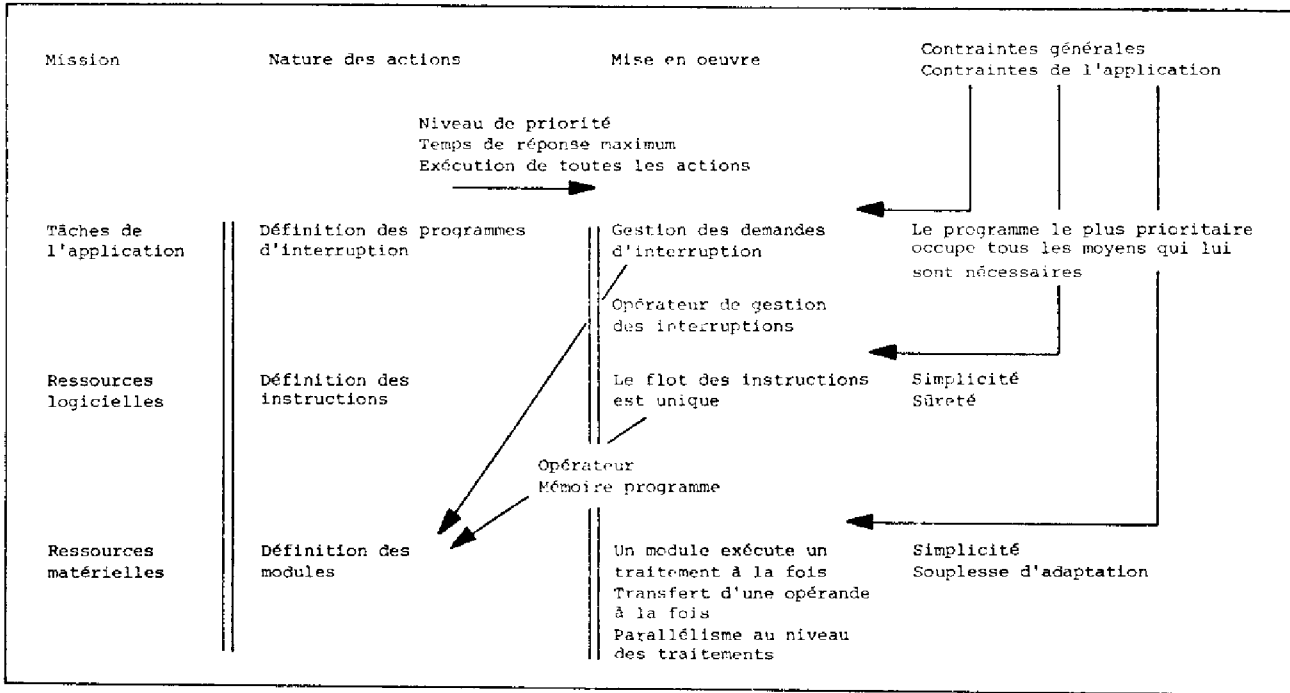 Mission
Nature des actions
Mise en oeuvre
Contraintes générales
Contraintes de l'application
Niveau de priorité
Temps de réponse maximum
Exécution de toutes les actions
Tâches de
l'application
Définition des programmes
d'interruption
Gestion des demandes
d'interruption
Le programme le plus prioritaire
occupe tous les moyens qui lui
sont nécessaires
Opérateur de gestion
des interruptions
Ressources
logicielles
Définition des
instructions
Le flot des instructions
est unique
Simplicité
Sûreté
Opérateur
Mémoire programme
Ressources
matérielles
Définition des
modules
Un module exécute un
traitement à la fois
Transfert d'une opérande
à la fois
Parallélisme au niveau
des traitements
Simplicité
Souplesse d'adaptation